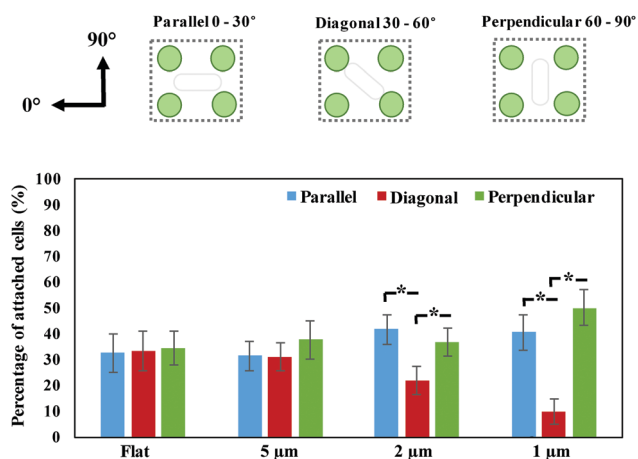 Parallel 0 - 30° Diagonal 30 - 60° Perpendicular 60 - 90°
90°
0°
Percentage of attached cells (%)
100
90
80
70
60
50
40
30
20
10
0
Parallel Diagonal Perpendicular
* * * *
Flat 5 µm 2 µm 1 µm